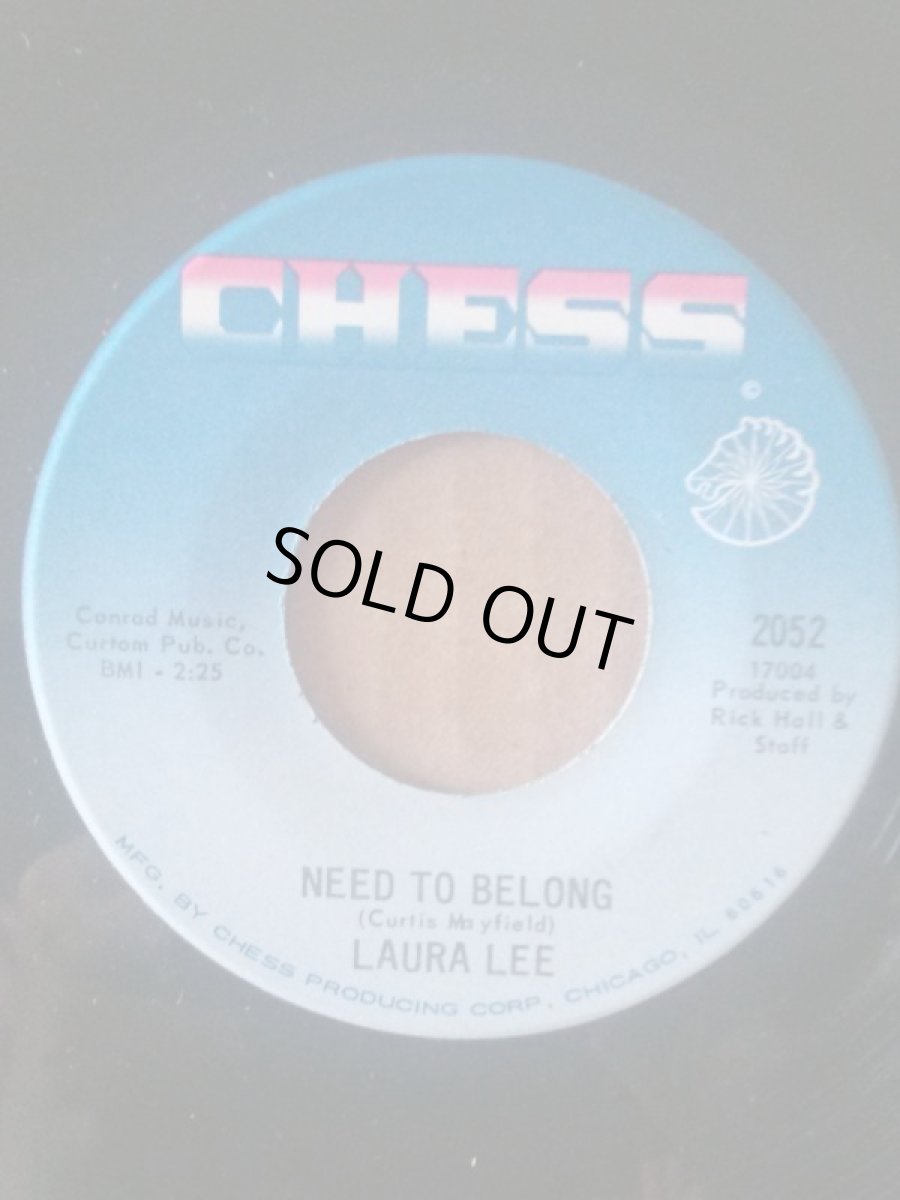 CHESS
©
SOLD OUT
Conrad Music,
Curtom Pub. Co.
BMI - 2:25
2052
17004
Produced by
Rick Hall &
Staff
NEED TO BELONG
(Curtis Mayfield)
LAURA LEE
MFG. BY CHESS PRODUCING CORP. CHICAGO, IL 60616